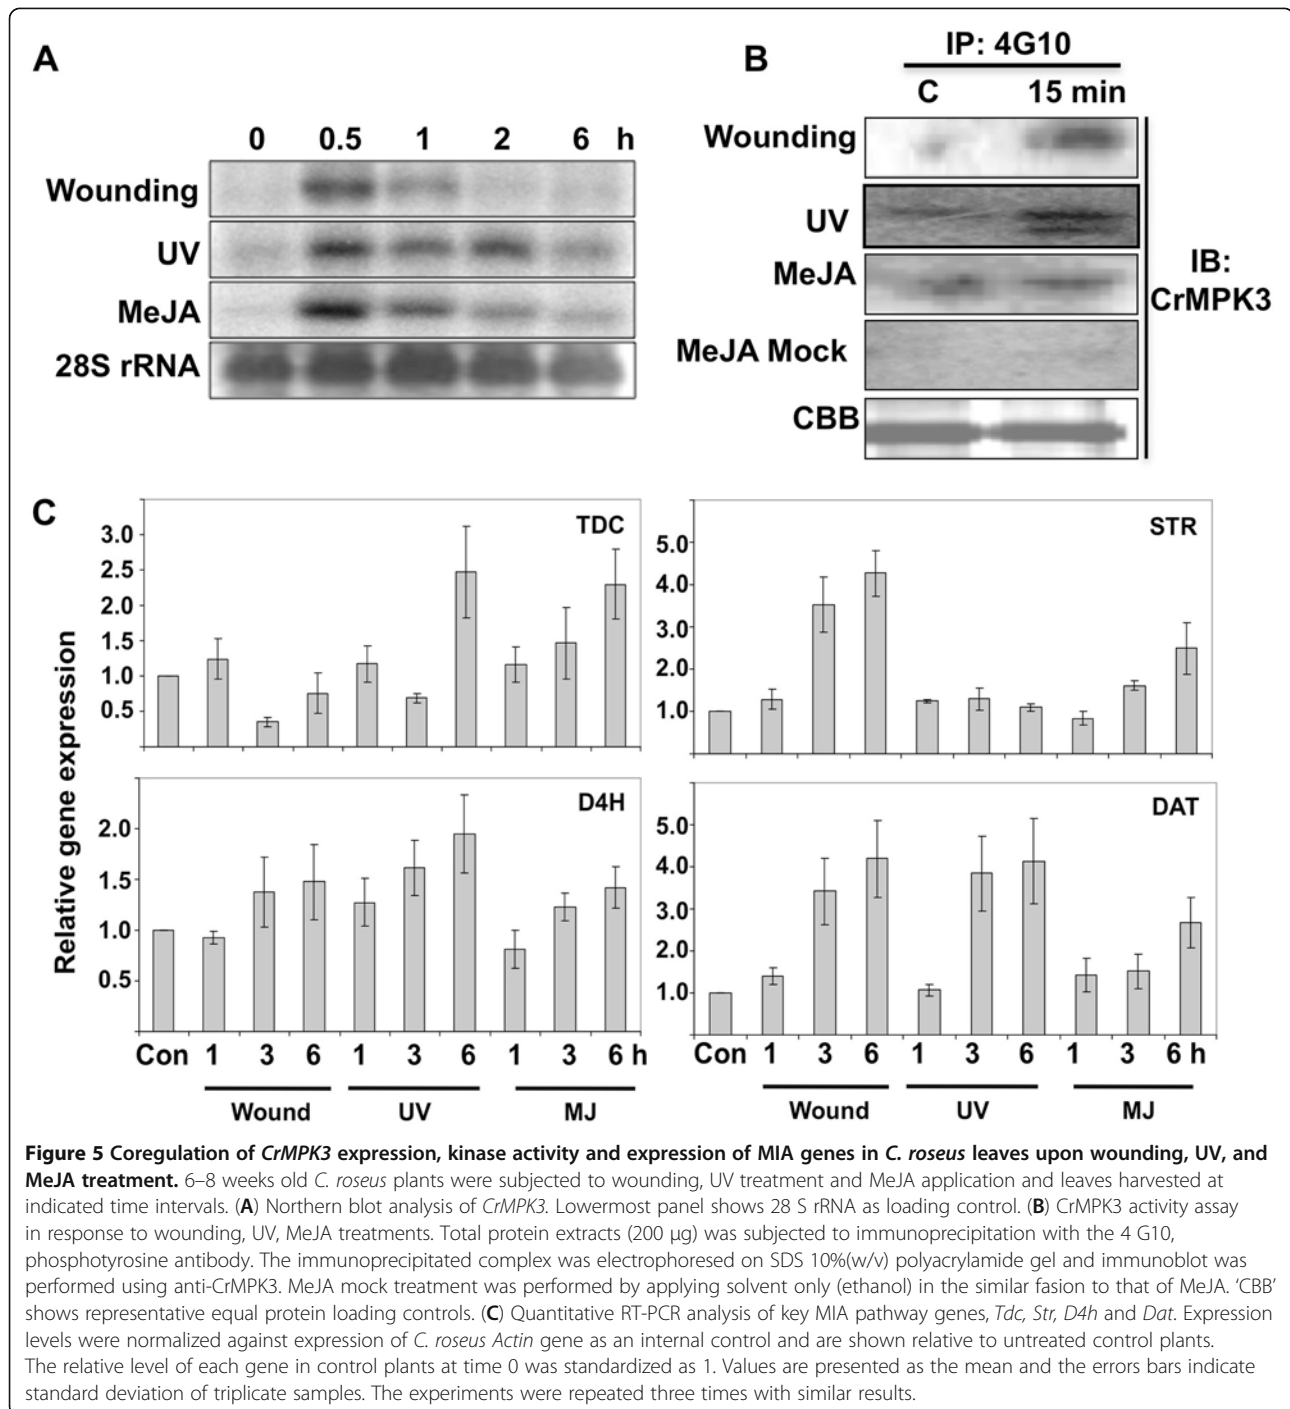 A
0 0.5 1 2 6 h
Wounding
UV
MeJA
28S rRNA
B
IP: 4G10
C 15 min
Wounding
UV
MeJA
MeJA Mock
CBB
IB:
CrMPK3
C
Relative gene expression
TDC
3.0
2.5
2.0
1.5
1.0
0.5
STR
5.0
4.0
3.0
2.0
1.0
D4H
2.0
1.5
1.0
0.5
Con 1 3 6 1 3 6 1 3 6 h
Wound UV MJ
DAT
5.0
4.0
3.0
2.0
1.0
Con 1 3 6 1 3 6 1 3 6 h
Wound UV MJ
Figure 5 Coregulation of CrMPK3 expression, kinase activity and expression of MIA genes in C. roseus leaves upon wounding, UV, and
MeJA treatment. 6–8 weeks old C. roseus plants were subjected to wounding, UV treatment and MeJA application and leaves harvested at
indicated time intervals. (A) Northern blot analysis of CrMPK3. Lowermost panel shows 28 S rRNA as loading control. (B) CrMPK3 activity assay
in response to wounding, UV, MeJA treatments. Total protein extracts (200 μg) was subjected to immunoprecipitation with the 4 G10,
phosphotyrosine antibody. The immunoprecipitated complex was electrophoresed on SDS 10%(w/v) polyacrylamide gel and immunoblot was
performed using anti-CrMPK3. MeJA mock treatment was performed by applying solvent only (ethanol) in the similar fasion to that of MeJA. ‘CBB’
shows representative equal protein loading controls. (C) Quantitative RT-PCR analysis of key MIA pathway genes, Tdc, Str, D4h and Dat. Expression
levels were normalized against expression of C. roseus Actin gene as an internal control and are shown relative to untreated control plants.
The relative level of each gene in control plants at time 0 was standardized as 1. Values are presented as the mean and the errors bars indicate
standard deviation of triplicate samples. The experiments were repeated three times with similar results.